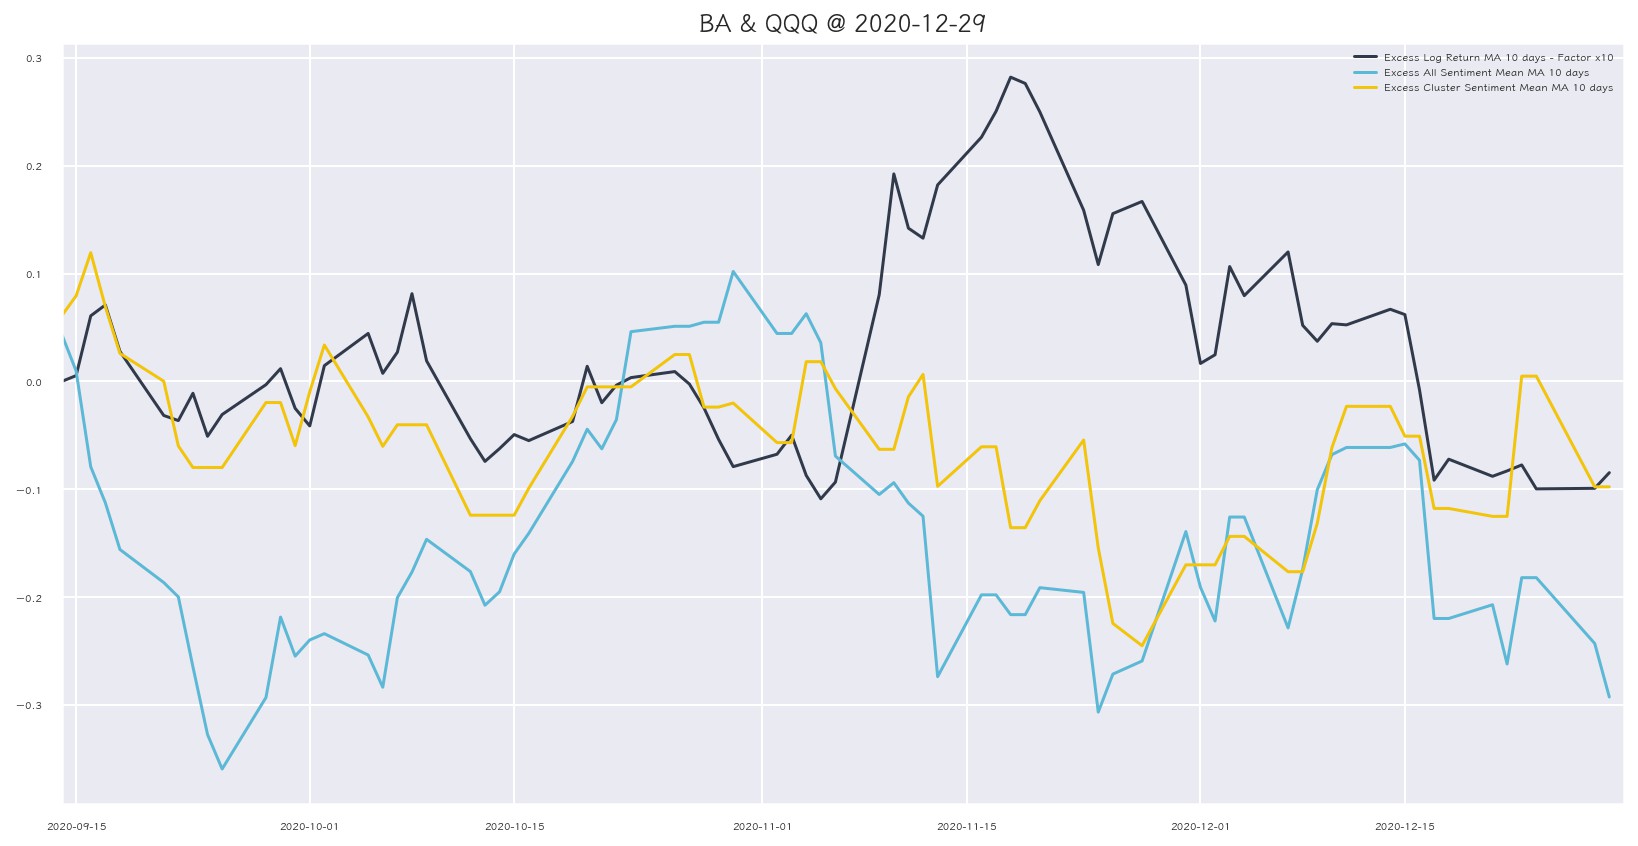 BA & QQQ @ 2020-12-29
Excess Log Return MA 10 days - Factor x10
Excess All Sentiment Mean MA 10 days
Excess Cluster Sentiment Mean MA 10 days
0.3
0.2
0.1
0.0
−0.1
−0.2
−0.3
2020-09-15 2020-10-01 2020-10-15 2020-11-01 2020-11-15 2020-12-01 2020-12-15